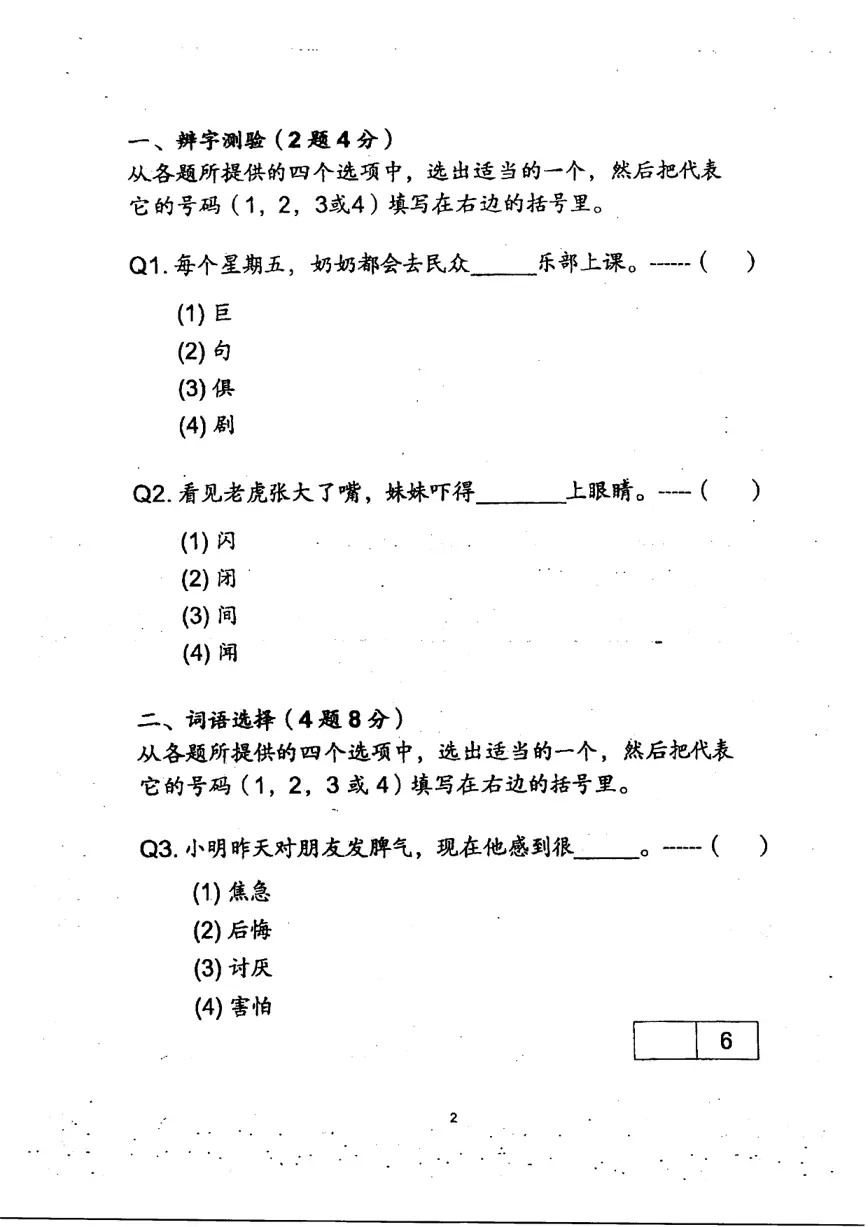 一、辨字测验（2题4分）
从各题所提供的四个选项中，选出适当的一个，然后把代表
它的号码（1，2，3或4）填写在右边的括号里。
Q1. 每个星期五，奶奶都会去民众_____乐部上课。------ (   )
(1) 巨
(2) 句
(3) 俱
(4) 剧
Q2. 看见老虎张大了嘴，妹妹吓得_______上眼睛。----- (   )
(1) 闪
(2) 闭
(3) 间
(4) 闻
二、词语选择（4题8分）
从各题所提供的四个选项中，选出适当的一个，然后把代表
它的号码（1，2，3 或 4）填写在右边的括号里。
Q3. 小明昨天对朋友发脾气，现在他感到很_____。------ (   )
(1) 焦急
(2) 后悔
(3) 讨厌
(4) 害怕
6
2